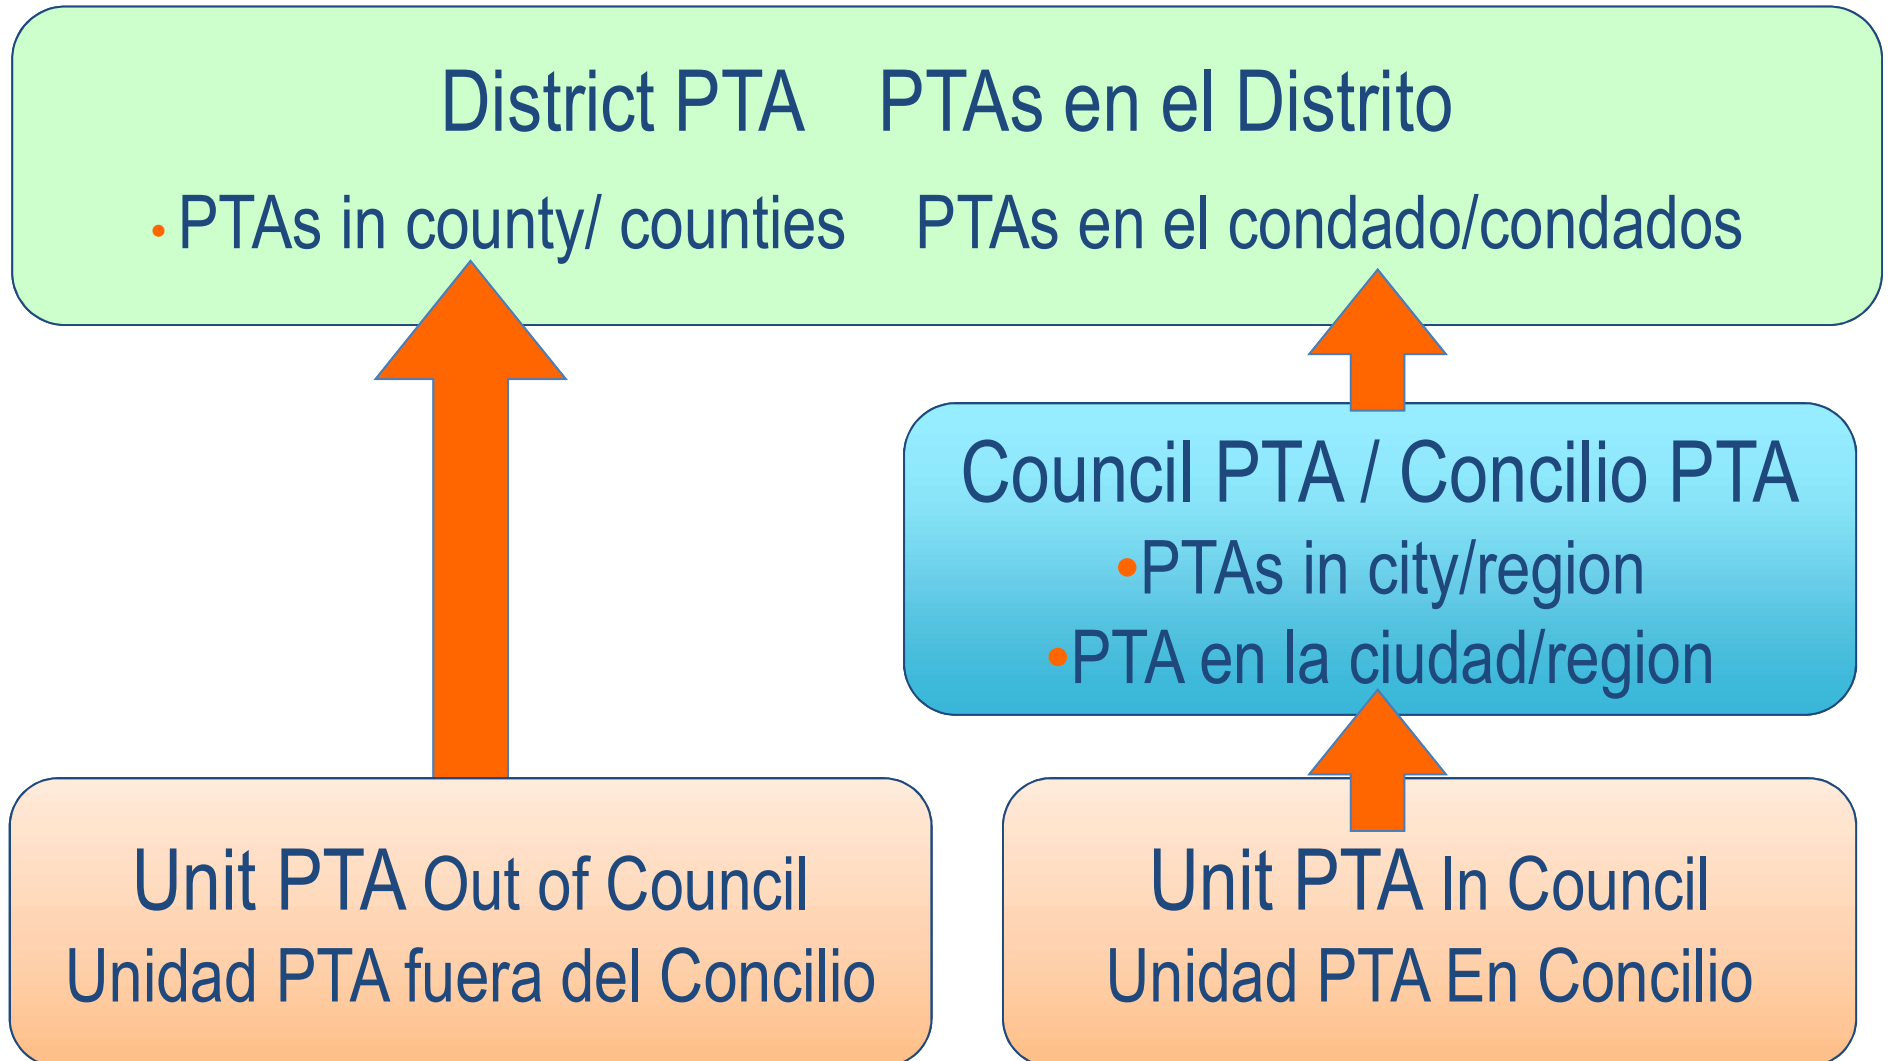 District PTA PTAs en el Distrito
• PTAs in county/ counties PTAs en el condado/condados
Council PTA / Concilio PTA
•PTAs in city/region
•PTA en la ciudad/region
Unit PTA Out of Council
Unidad PTA fuera del Concilio
Unit PTA In Council
Unidad PTA En Concilio